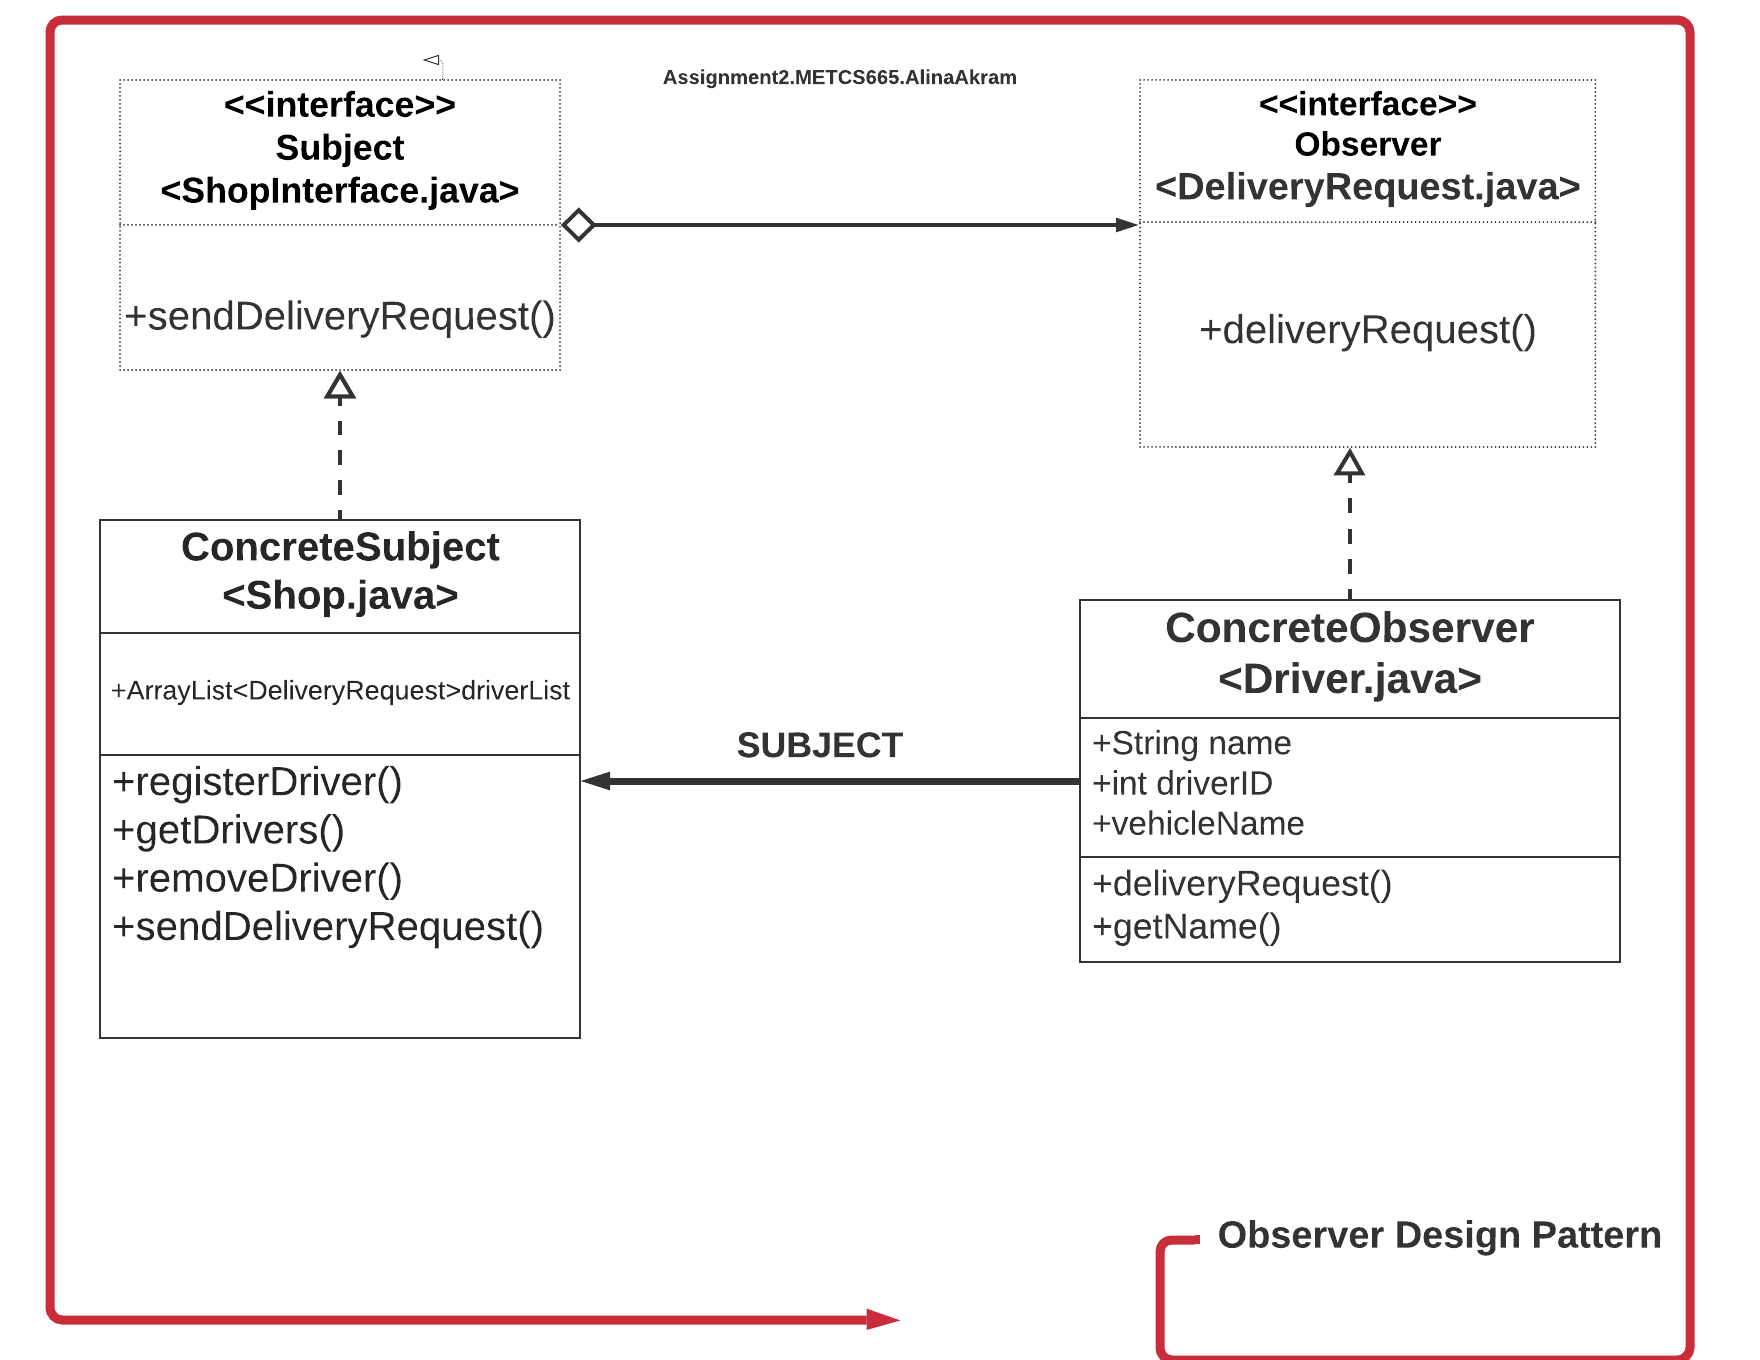 Assignment2.METCS665.AlinaAkram
<<interface>>
Subject
<ShopInterface.java>
+sendDeliveryRequest()
<<interface>>
Observer
<DeliveryRequest.java>
+deliveryRequest()
ConcreteSubject
<Shop.java>
+ArrayList<DeliveryRequest>driverList
+registerDriver()
+getDrivers()
+removeDriver()
+sendDeliveryRequest()
SUBJECT
ConcreteObserver
<Driver.java>
+String name
+int driverID
+vehicleName
+deliveryRequest()
+getName()
Observer Design Pattern